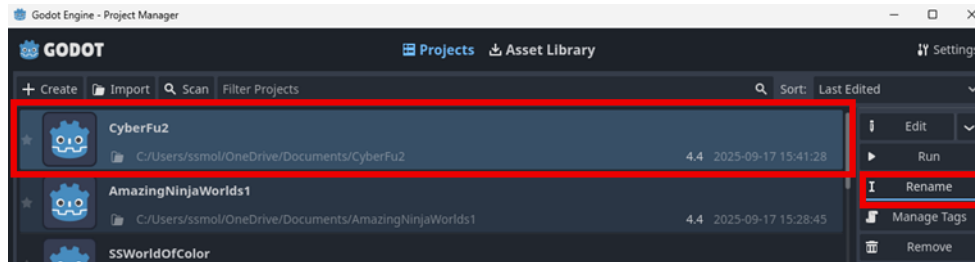 Godot Engine - Project Manager
GODOT
Projects Asset Library
Settings
+ Create Import Scan Filter Projects Sort: Last Edited
CyberFu2
C:/Users/ssmol/OneDrive/Documents/CyberFu2 4.4 2025-09-17 15:41:28
AmazingNinjaWorlds1
C:/Users/ssmol/OneDrive/Documents/AmazingNinjaWorlds1 4.4 2025-09-17 15:28:45
SSWorldOfColor
Edit
Run
Rename
Manage Tags
Remove